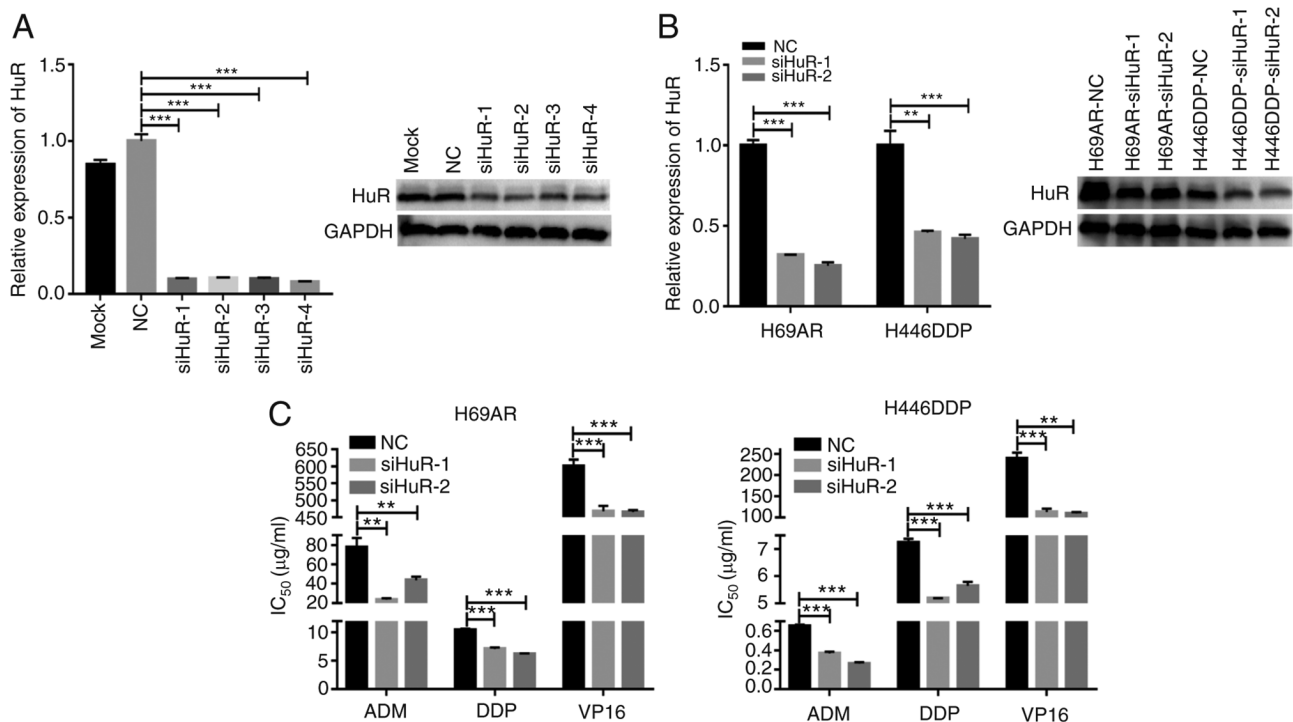 A
Relative expression of HuR
1.5
1.0
0.5
0.0
***
***
***
***
Mock
NC
siHuR-1
siHuR-2
siHuR-3
siHuR-4
Mock
NC
siHuR-1
siHuR-2
siHuR-3
siHuR-4
HuR
GAPDH
B
NC
siHuR-1
siHuR-2
Relative expression of HuR
1.5
1.0
0.5
0.0
***
***
***
**
H69AR
H446DDP
H69AR-NC
H69AR-siHuR-1
H69AR-siHuR-2
H446DDP-NC
H446DDP-siHuR-1
H446DDP-siHuR-2
HuR
GAPDH
C
H69AR
NC
siHuR-1
siHuR-2
IC50 (μg/ml)
650
600
550
500
450
80
60
40
20
10
5
0
**
**
***
***
***
***
ADM
DDP
VP16
H446DDP
NC
siHuR-1
siHuR-2
IC50 (μg/ml)
250
200
150
100
7
6
5
0.6
0.4
0.2
0.0
***
***
***
***
**
***
ADM
DDP
VP16